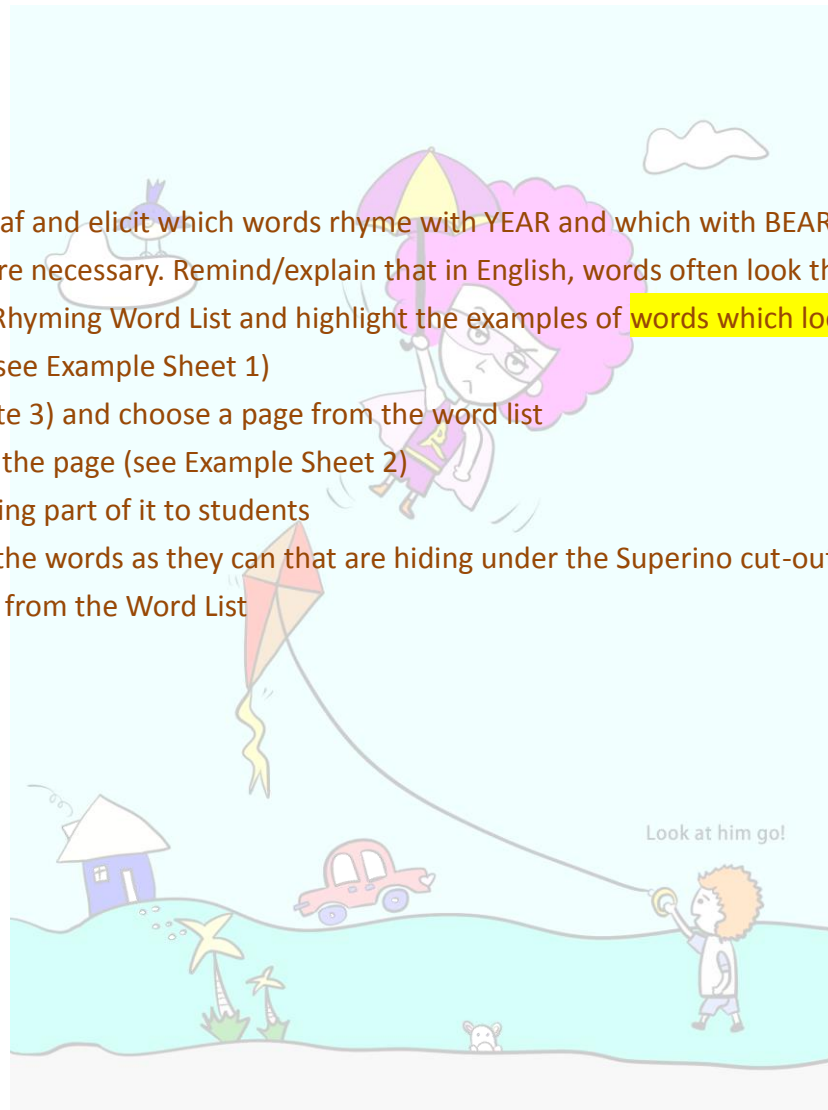 af and elicit which words rhyme with YEAR and which with BEAR
re necessary. Remind/explain that in English, words often look th
Rhyming Word List and highlight the examples of words which loo
see Example Sheet 1)
te 3) and choose a page from the word list
the page (see Example Sheet 2)
ing part of it to students
the words as they can that are hiding under the Superino cut-out
from the Word List
Look at him go!